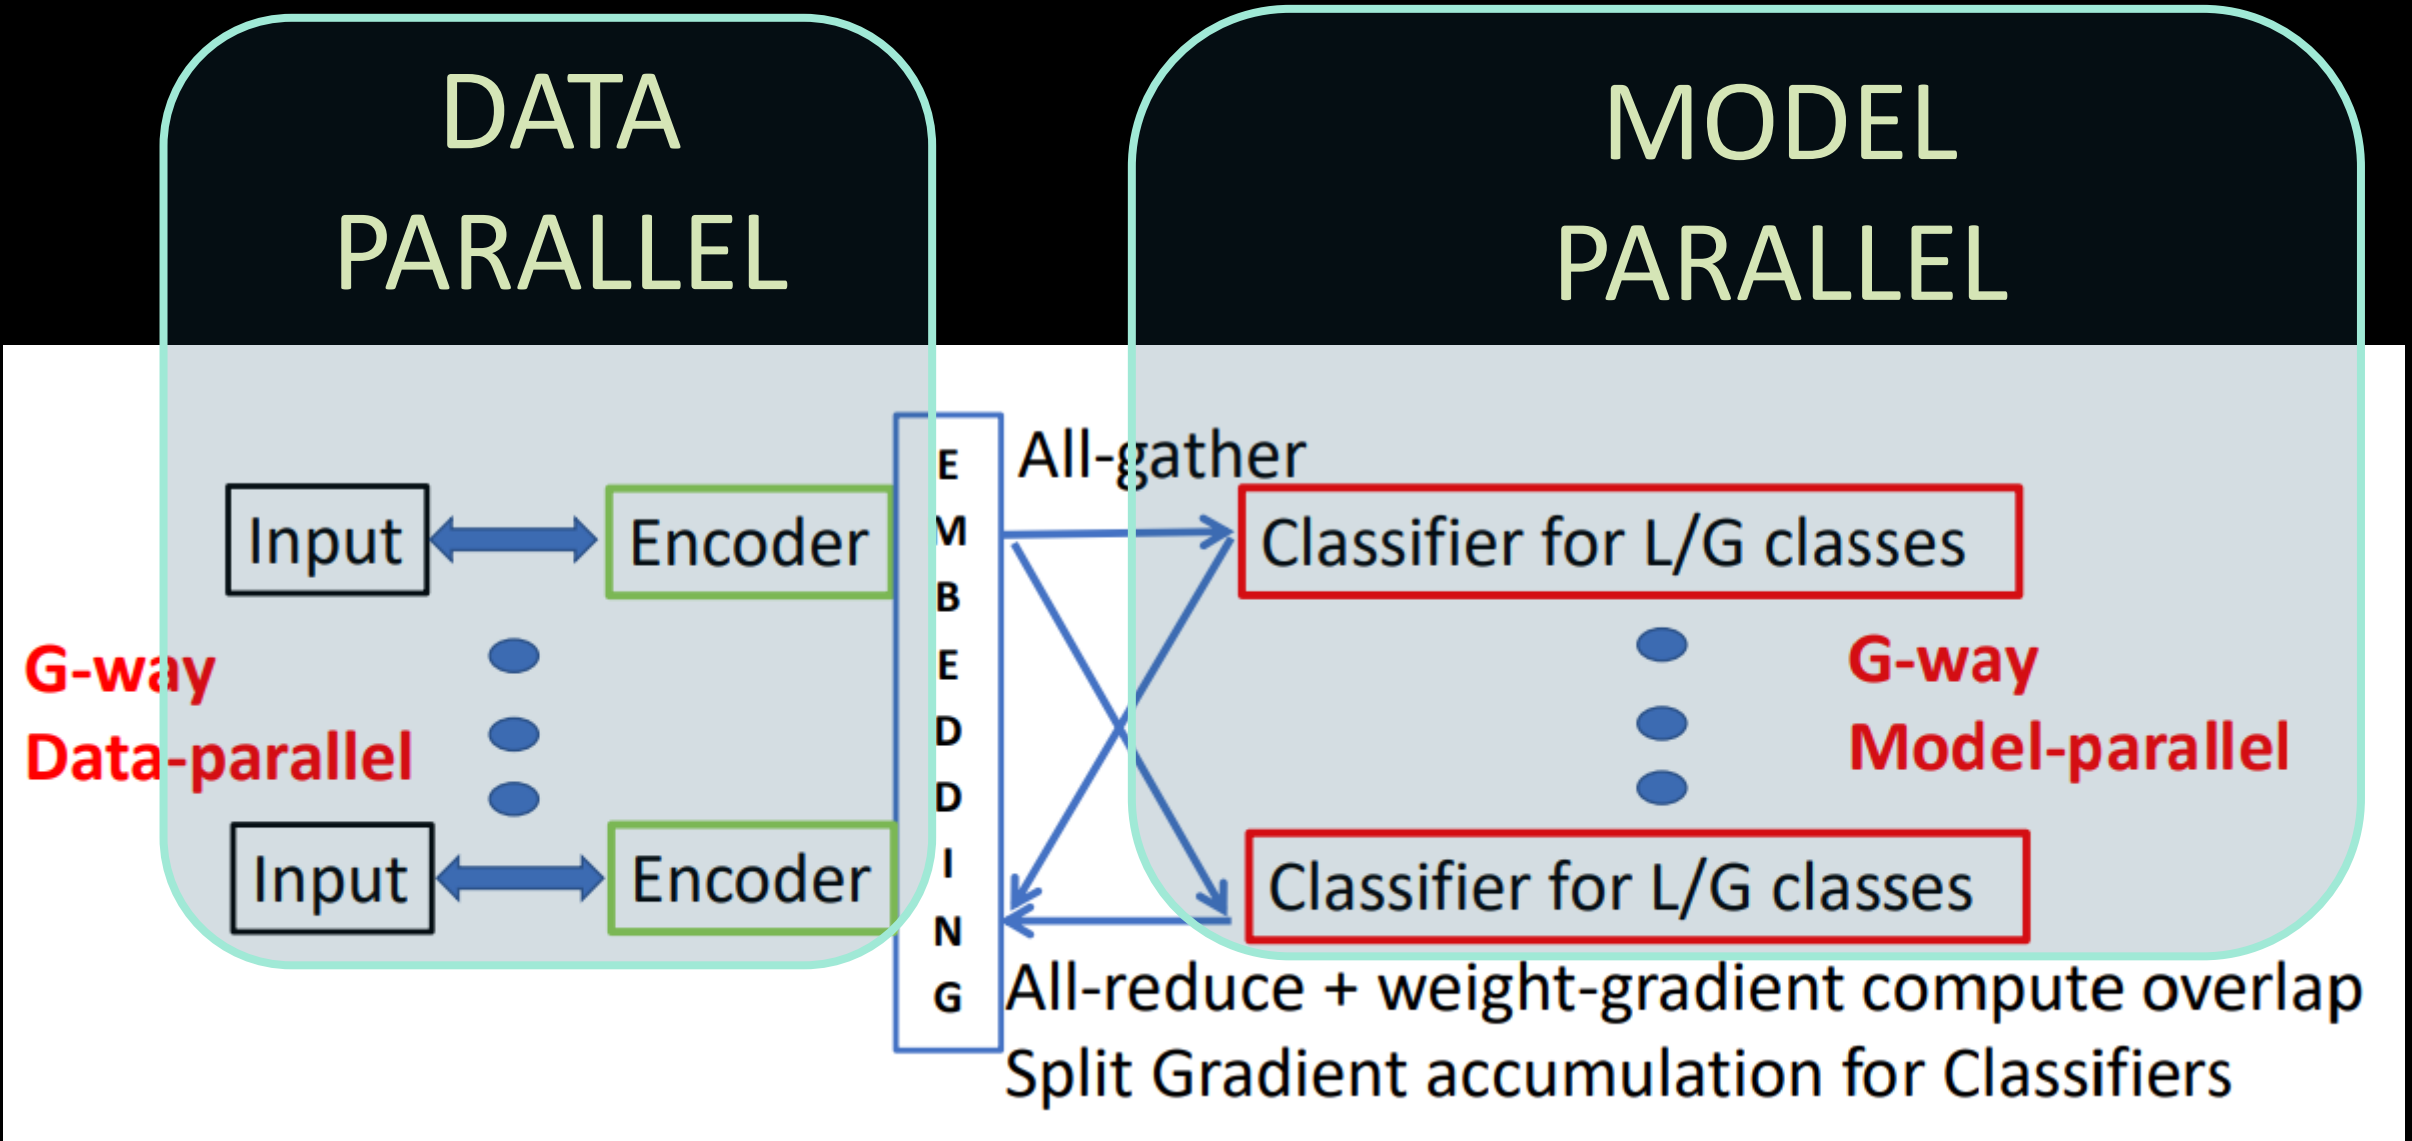 DATA
PARALLEL
MODEL
PARALLEL
Input
Encoder
G-way
Data-parallel
Input
Encoder
EMBEDDING
All-gather
Classifier for L/G classes
G-way
Model-parallel
Classifier for L/G classes
All-reduce + weight-gradient compute overlap
Split Gradient accumulation for Classifiers